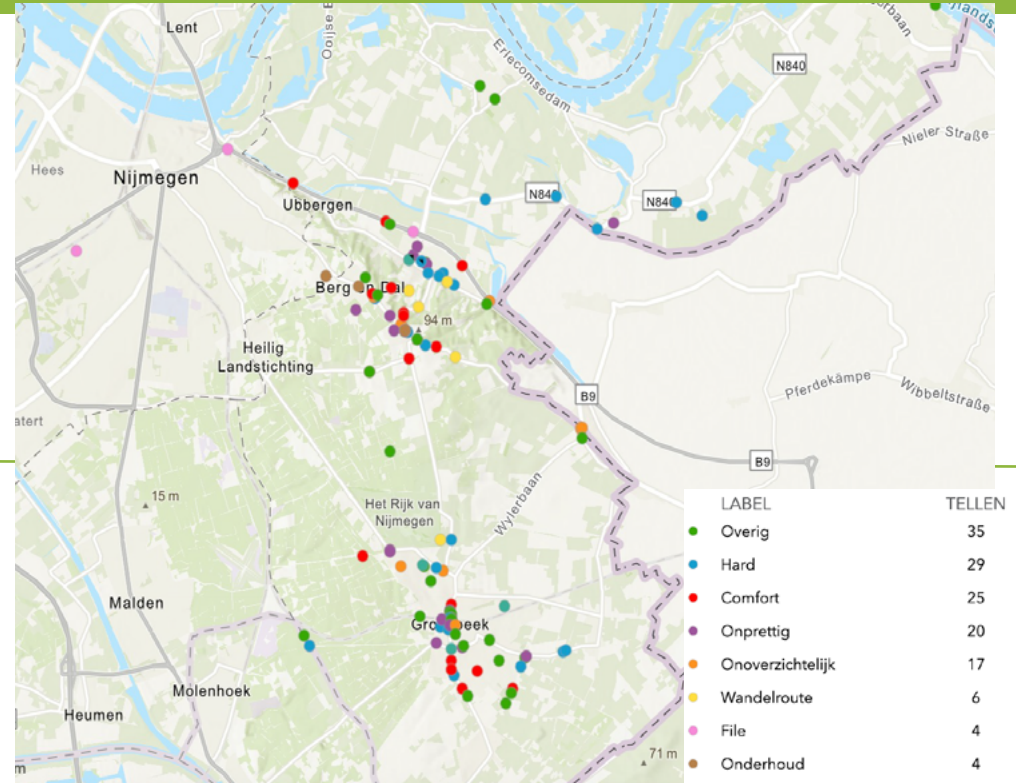 Lent
Ooijse
Erlecomsedam
N840
Nieler Straße
Hees
Nijmegen
Ubbergen
N84
N840
Berg en Dal
94 m
Heilig
Landstichting
B9
Pferdekämpe
Wibbeltstraße
B9
15 m
Het Rijk van
Nijmegen
Wylerbaan
Malden
Groesbeek
Molenhoek
Heumen
71 m
LABEL TELLEN
Overig 35
Hard 29
Comfort 25
Onprettig 20
Onoverzichtelijk 17
Wandelroute 6
File 4
Onderhoud 4